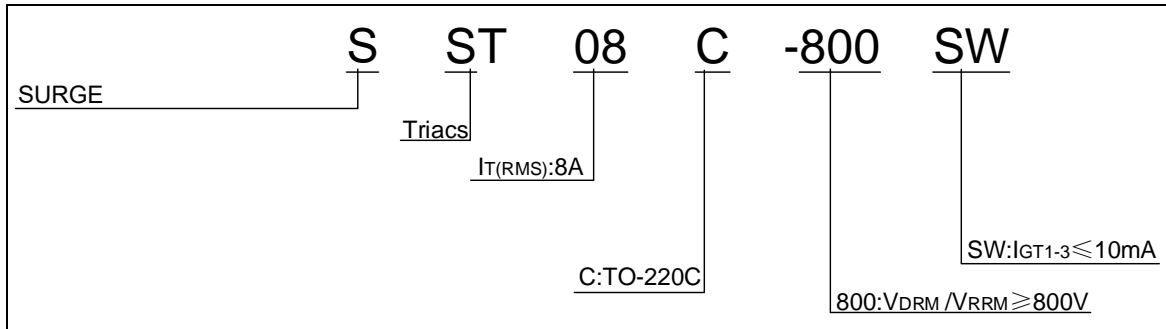 S ST 08 C -800 SW
SURGE
Triacs
IT(RMS):8A
SW:IGT1-3≤10mA
C:TO-220C
800:VDRM /VRRM≥800V